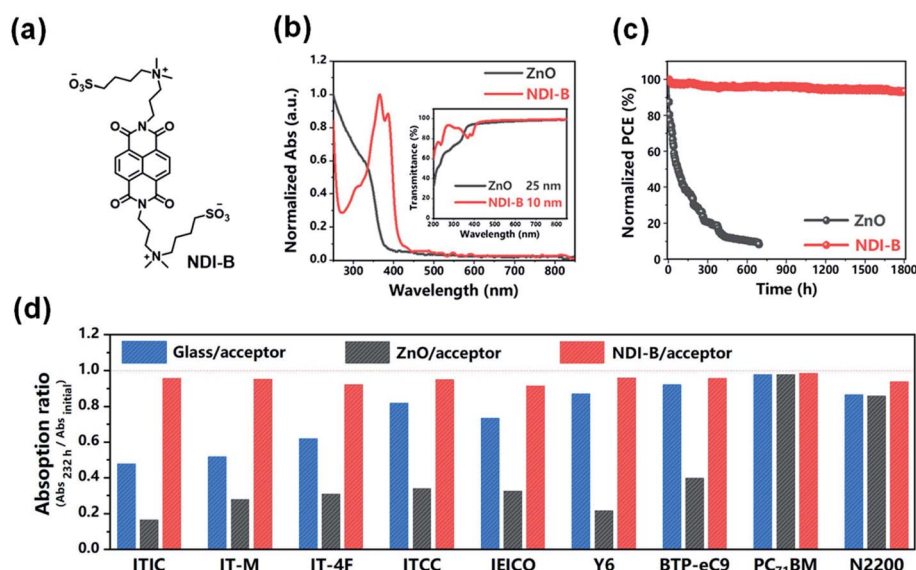 (a)
⊖O₃S
N⁺
O N O
O N O
SO₃⊖
N⁺
NDI-B
(b)
Normalized Abs (a.u.)
1.0
0.8
0.6
0.4
0.2
0.0
300 400 500 600 700 800
Wavelength (nm)
ZnO
NDI-B
Transmittance (%)
100
80
60
40
20
0
200 300 400 500 600 700 800
Wavelength (nm)
ZnO 25 nm
NDI-B 10 nm
(c)
Normalized PCE (%)
100
80
60
40
20
0
0 300 600 900 1200 1500 1800
Time (h)
ZnO
NDI-B
(d)
Absoption ratio
(Abs 232 h / Abs initial)
1.2
1.0
0.8
0.6
0.4
0.2
0.0
Glass/acceptor ZnO/acceptor NDI-B/acceptor
ITIC IT-M IT-4F ITCC IEICO Y6 BTP-eC9 PC₇₁BM N2200